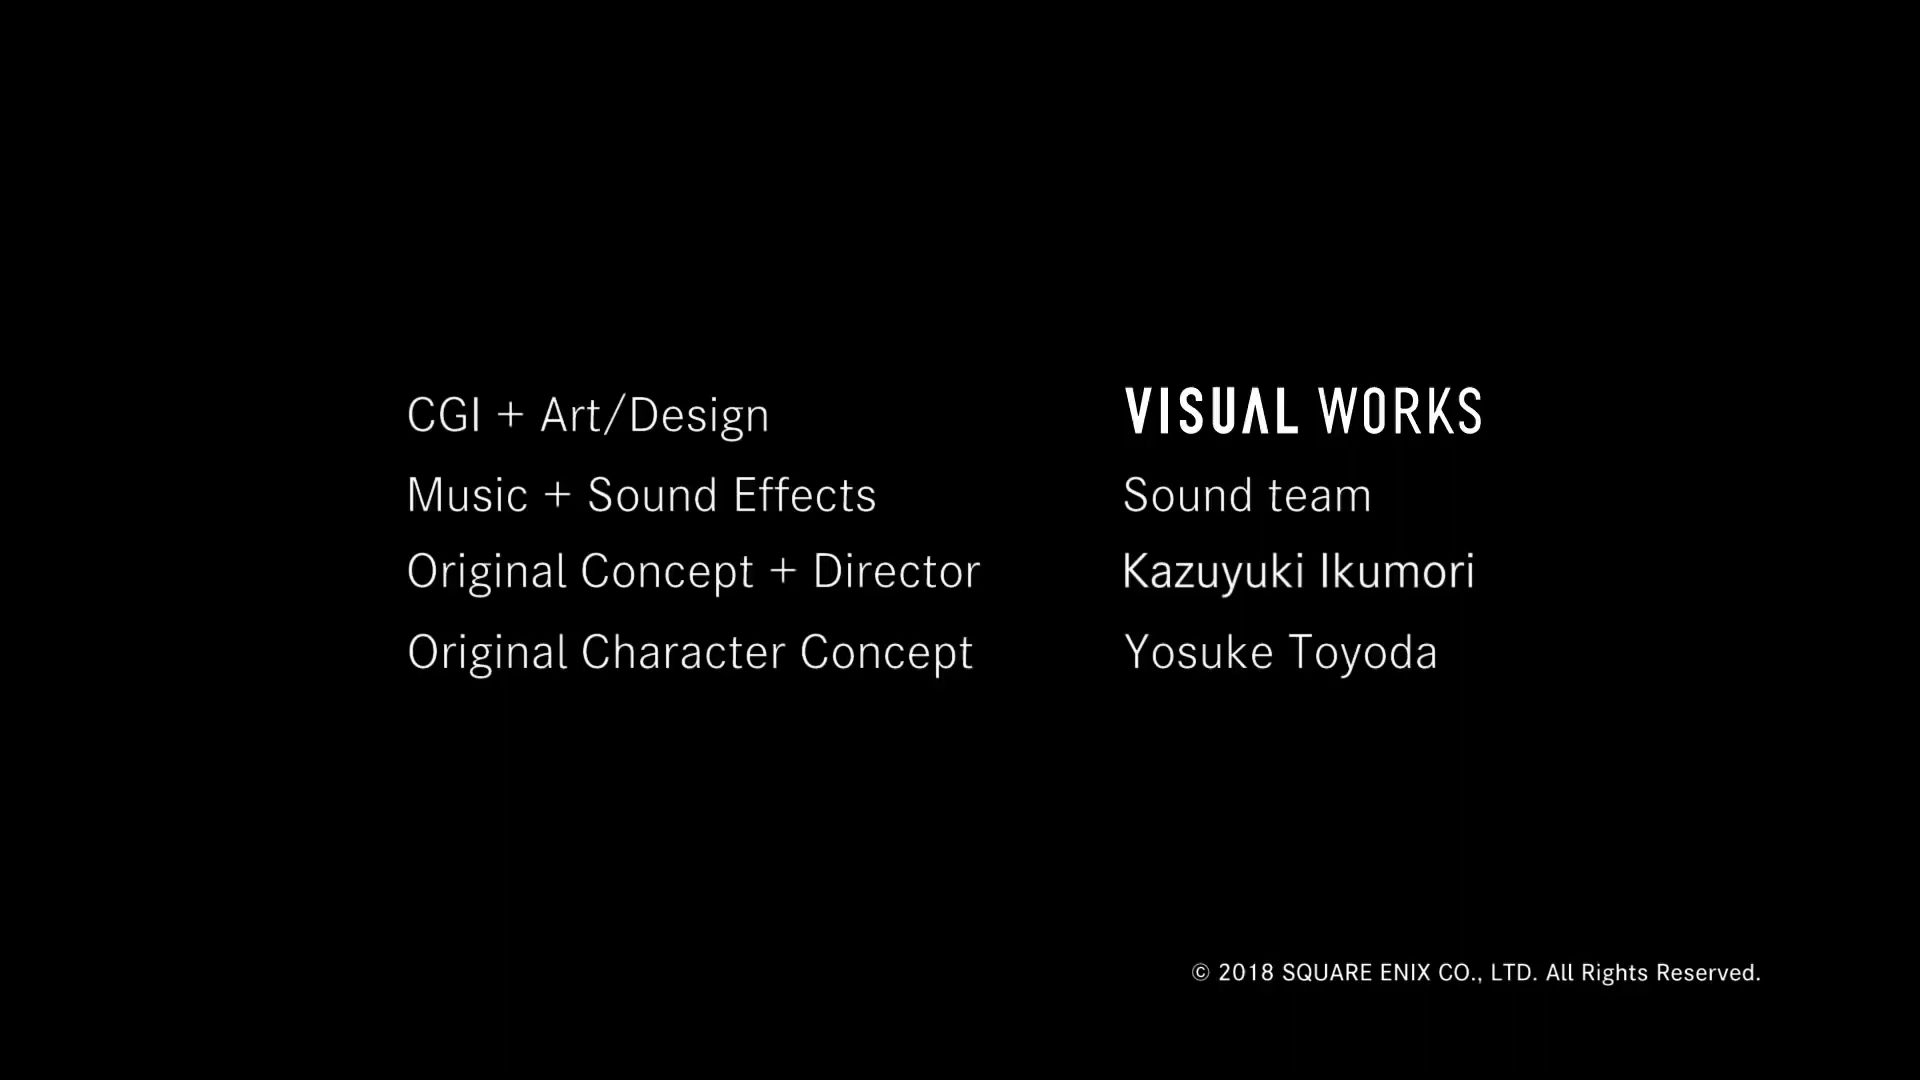 CGI + Art/Design VISUAL WORKS
Music + Sound Effects Sound team
Original Concept + Director Kazuyuki Ikumori
Original Character Concept Yosuke Toyoda
© 2018 SQUARE ENIX CO., LTD. All Rights Reserved.